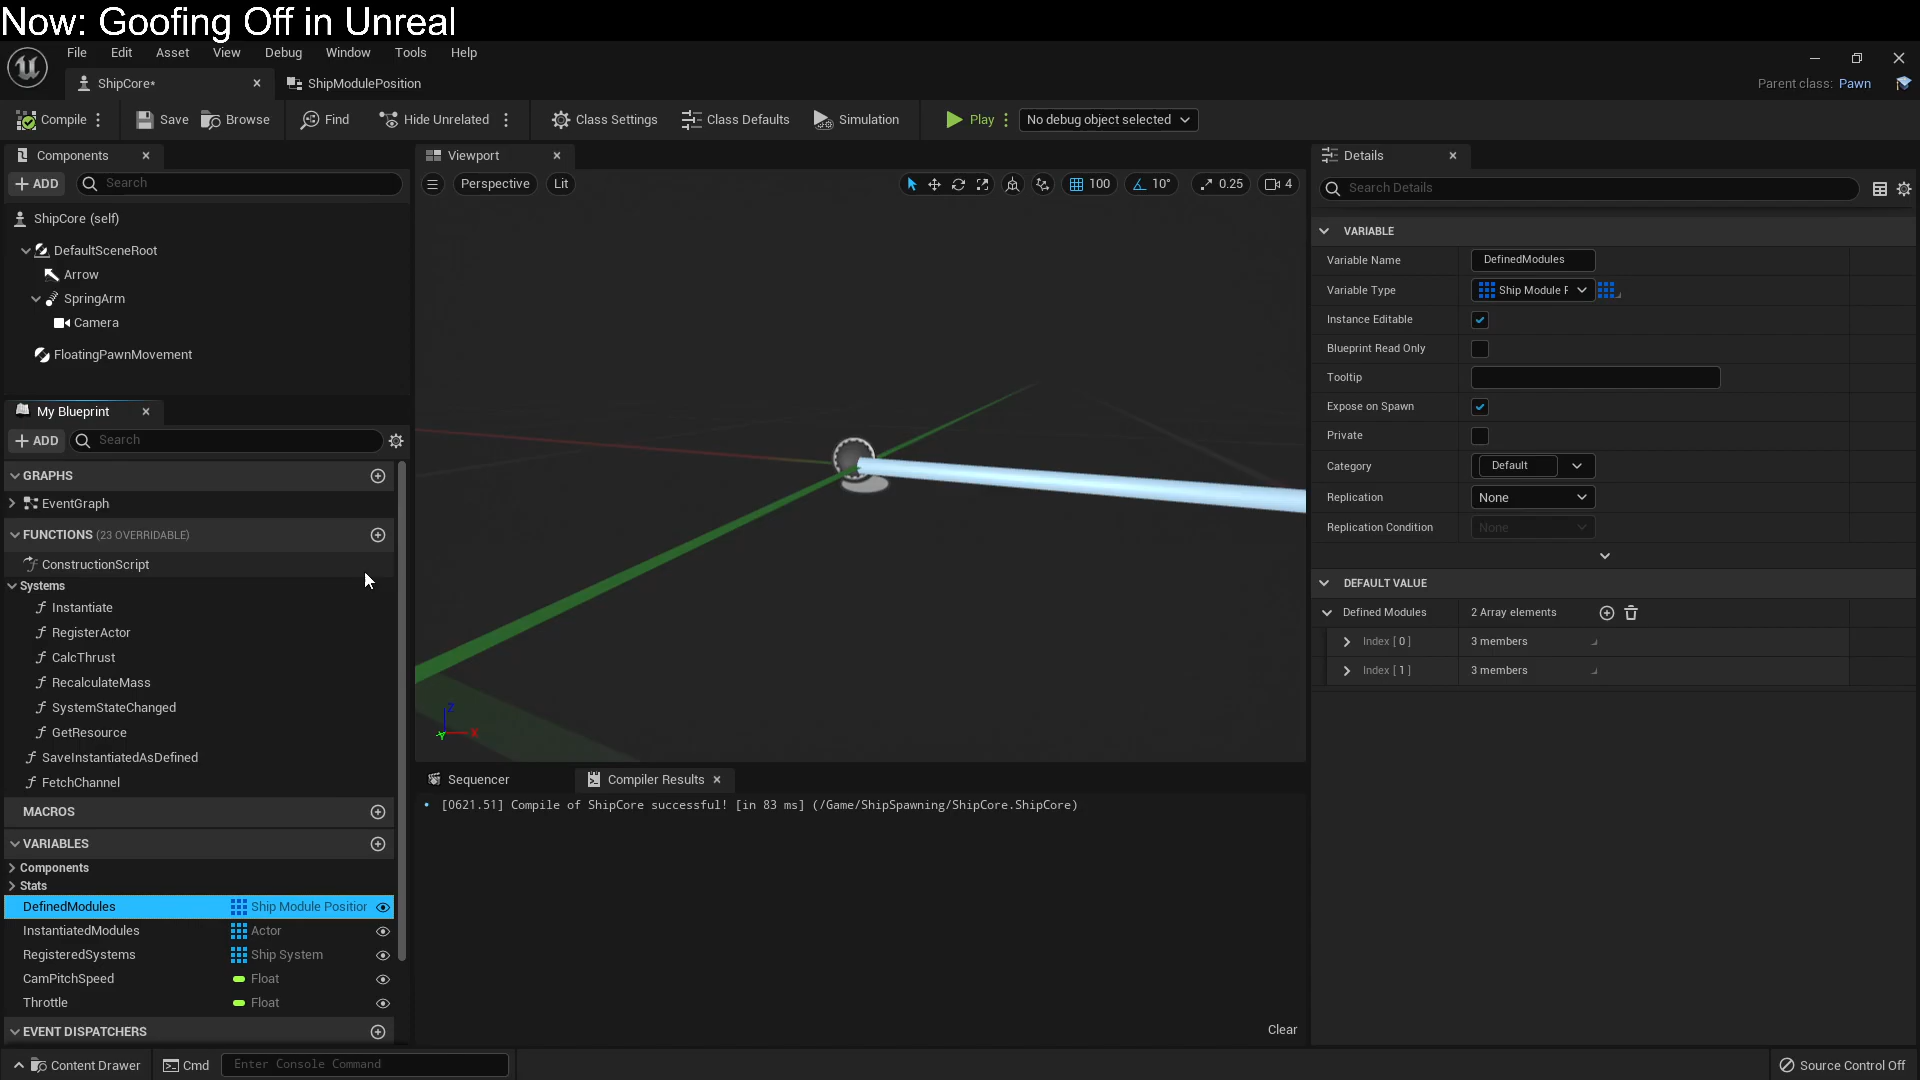 Now: Goofing Off in Unreal
File Edit Asset View Debug Window Tools Help
ShipCore*
ShipModulePosition
Parent class: Pawn
Compile
Save
Browse
Find
Hide Unrelated
Class Settings
Class Defaults
Simulation
Play
No debug object selected
Components
ADD
Search
ShipCore (self)
DefaultSceneRoot
Arrow
SpringArm
Camera
FloatingPawnMovement
My Blueprint
ADD
Search
GRAPHS
EventGraph
FUNCTIONS (23 OVERRIDABLE)
ConstructionScript
Systems
Instantiate
RegisterActor
CalcThrust
RecalculateMass
SystemStateChanged
GetResource
SaveInstantiatedAsDefined
FetchChannel
MACROS
VARIABLES
Components
Stats
DefinedModules Ship Module Position
InstantiatedModules Actor
RegisteredSystems Ship System
CamPitchSpeed Float
Throttle Float
EVENT DISPATCHERS
Viewport
Perspective
Lit
100
10°
0.25
4
Z
X
Y
Sequencer
Compiler Results
[0621.51] Compile of ShipCore successful! [in 83 ms] (/Game/ShipSpawning/ShipCore.ShipCore)
Clear
Details
Search Details
VARIABLE
Variable Name DefinedModules
Variable Type Ship Module F
Instance Editable
Blueprint Read Only
Tooltip
Expose on Spawn
Private
Category Default
Replication None
Replication Condition None
DEFAULT VALUE
Defined Modules 2 Array elements
Index [ 0 ] 3 members
Index [ 1 ] 3 members
Content Drawer
Cmd
Enter Console Command
Source Control Off